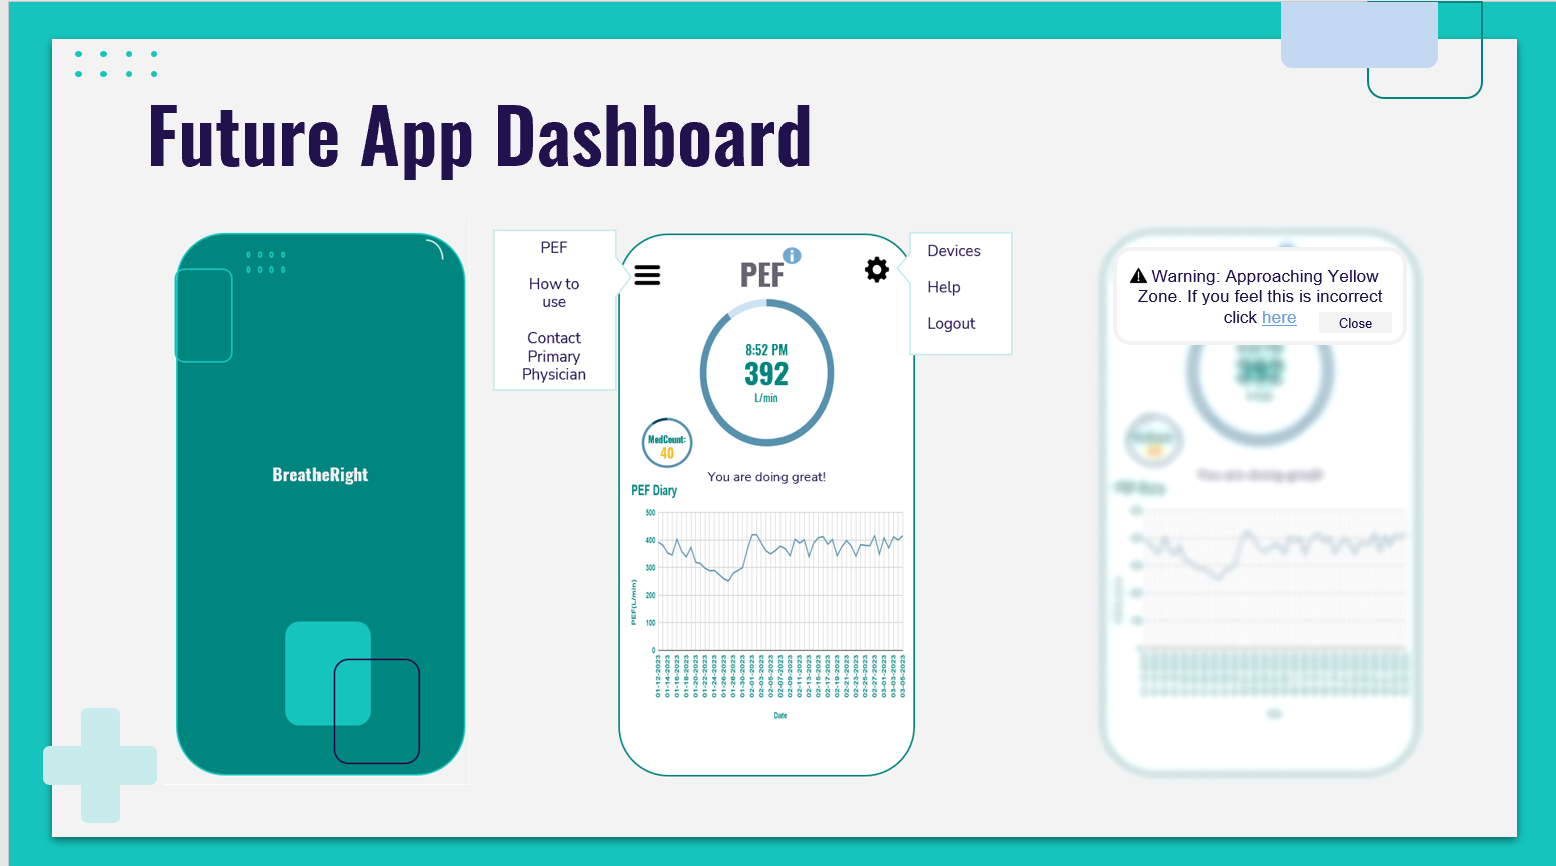 Future App Dashboard
BreatheRight
PEF
How to
use
Contact
Primary
Physician
PEF
i
8:52 PM
392
L/min
MedCount:
40
You are doing great!
PEF Diary
500
400
300
200
100
0
PEF(L/min)
01-12-2023
01-14-2023
01-16-2023
01-18-2023
01-20-2023
01-22-2023
01-24-2023
01-26-2023
01-28-2023
01-30-2023
02-01-2023
02-03-2023
02-05-2023
02-07-2023
02-09-2023
02-11-2023
02-13-2023
02-15-2023
02-17-2023
02-19-2023
02-21-2023
02-23-2023
02-25-2023
02-27-2023
03-01-2023
03-03-2023
03-05-2023
Date
Devices
Help
Logout
Warning: Approaching Yellow
Zone. If you feel this is incorrect
click here
Close
392
You are doing great!